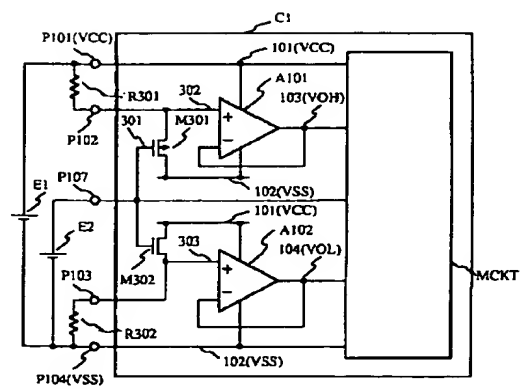 C1
P101(VCC)
101(VCC)
A101
302
103(VOH)
R301
301
M301
P102
E1
P107
102(VSS)
101(VCC)
A102
E2
303
104(VOL)
P103
M302
MCKT
R302
102(VSS)
P104(VSS)
+
−
+
−